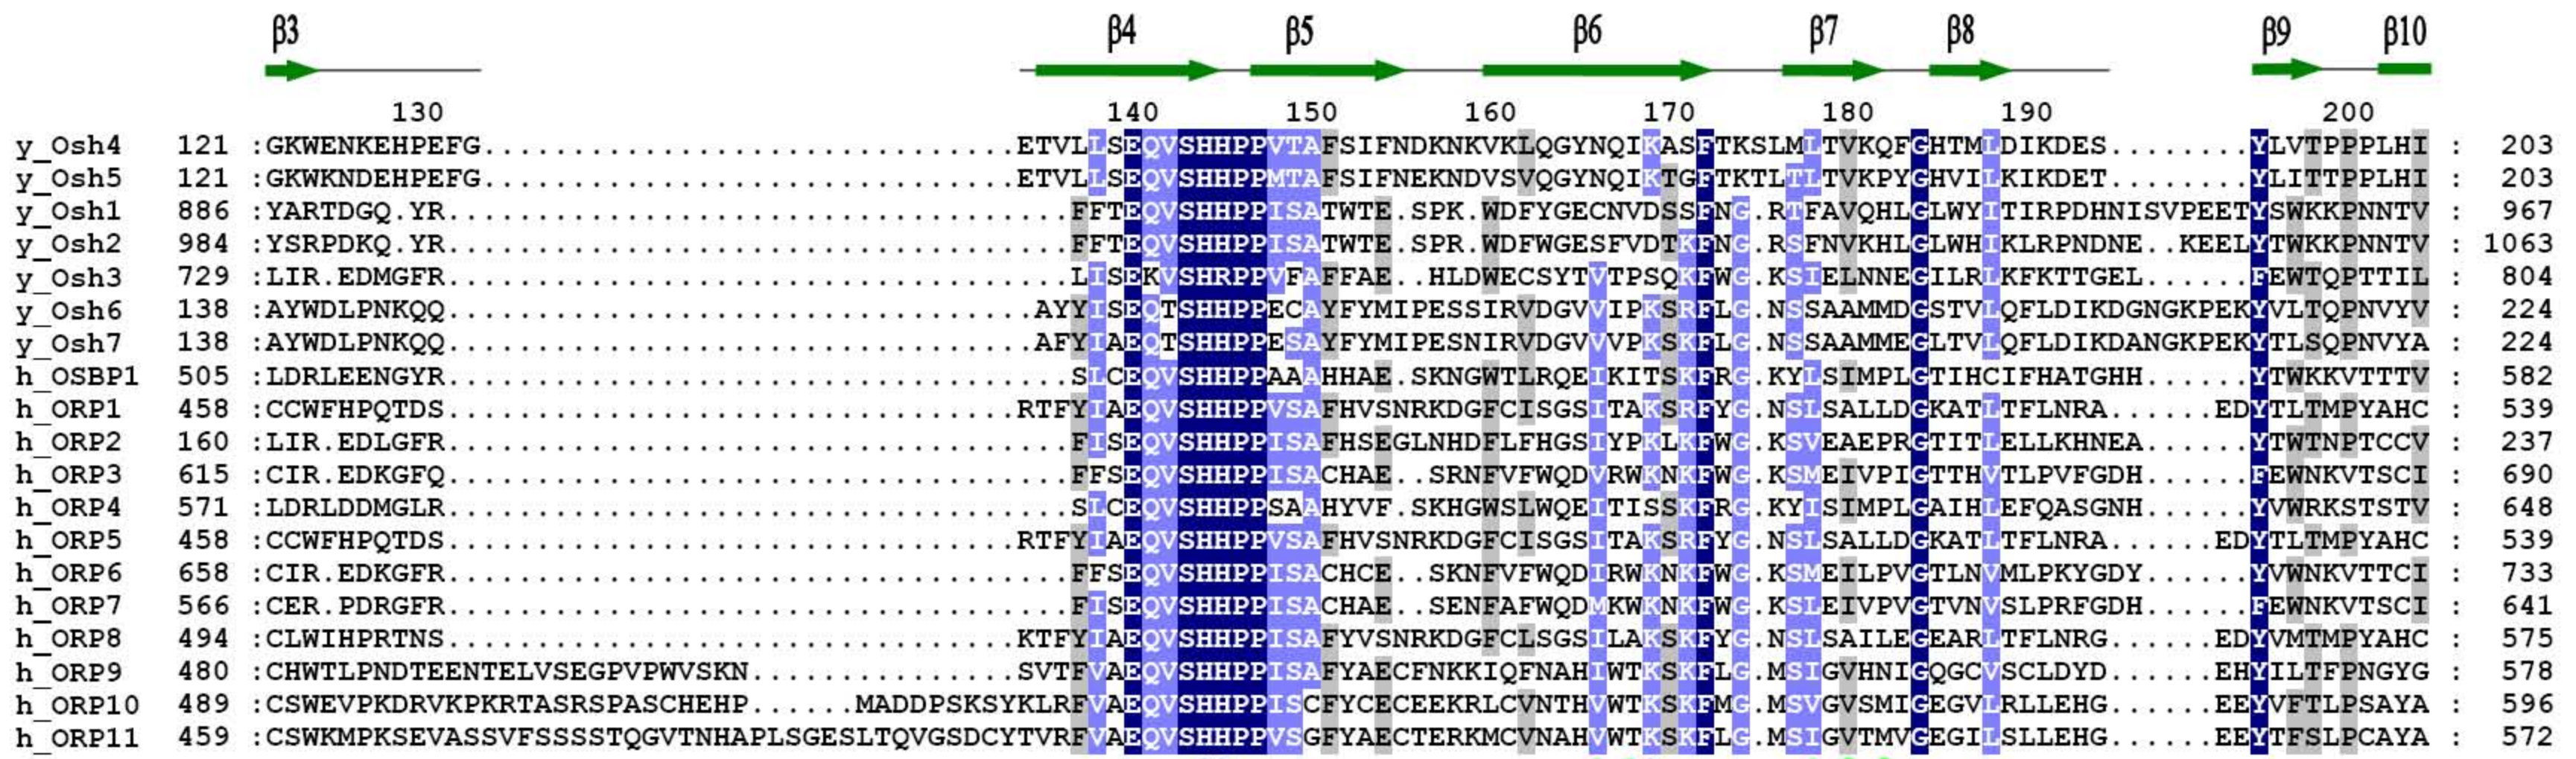 β3 β4 β5 β6 β7 β8 β9 β10
130 140 150 160 170 180 190 200
y_Osh4 121 :GKWENKEHPEFG..............................ETVLLSEQVSHHPPVTAFSIFNDKNKVKLQGYNQIKASFTKSLMLTVKQFGHTMLDIKDES........YLVTPPPLHI : 203
y_Osh5 121 :GKWKNDEHPEFG..............................ETVLLSEQVSHHPPMTAFSIFNEKNDVSVQGYNQIKTGFTKTLTLTVKPYGHVILKIKDET........YLITTPPLHI : 203
y_Osh1 886 :YARTDGQ.YR...................................FFTEQVSHHPPISATWTE.SPK.WDFYGECNVDSSFNG.RTFAVQHLGLWYITIRPDHNISVPEETYSWKKPNNTV : 967
y_Osh2 984 :YSRPDKQ.YR...................................FFTEQVSHHPPISATWTE.SPR.WDFWGESFVDTKFNG.RSFNVKHLGLWHIKLRPNDNE..KEELYTWKKPNNTV : 1063
y_Osh3 729 :LIR.EDMGFR...................................LISEKVSHRPPVFAFFAE..HLDWECSYTVTPSQKFWG.KSIELNNEGILRLKFKTTGEL......FEWTQPTTIL : 804
y_Osh6 138 :AYWDLPNKQQ.................................AYYISEQTSHHPPECAYFYMIPESSIRVDGVVIPKSRFLG.NSSAAMMDGSTVLQFLDIKDGNGKPEKYVLTQPNVYV : 224
y_Osh7 138 :AYWDLPNKQQ.................................AFYIAEQTSHHPPESAYFYMIPESNIRVDGVVVPKSKFLG.NSSAAMMEGLTVLQFLDIKDANGKPEKYTLSQPNVYA : 224
h_OSBP1 505 :LDRLEENGYR...................................SLCEQVSHHPPAAAHHAE.SKNGWTLRQEIKITSKFRG.KYLSIMPLGTIHCIFHATGHH......YTWKKVTTTV : 582
h_ORP1 458 :CCWFHPQTDS................................RTFYIAEQVSHHPPVSAFHVSNRKDGFCISGSITAKSRFYG.NSLSALLDGKATLTFLNRA......EDYTLTMPYAHC : 539
h_ORP2 160 :LIR.EDLGFR...................................FISEQVSHHPPISAFHSEGLNHDFLFHGSIYPKLKFWG.KSVEAEPRGTITLELLKHNEA......YTWTNPTCCV : 237
h_ORP3 615 :CIR.EDKGFQ...................................FFSEQVSHHPPISACHAE..SRNFVFWQDVRWKNKFWG.KSMEIVPIGTTHVTLPVFGDH......FEWNKVTSCI : 690
h_ORP4 571 :LDRLDDMGLR...................................SLCEQVSHHPPSAAHYVF.SKHGWSLWQEITISSKFRG.KYISIMPLGAIHLEFQASGNH......YVWRKSTSTV : 648
h_ORP5 458 :CCWFHPQTDS................................RTFYIAEQVSHHPPVSAFHVSNRKDGFCISGSITAKSRFYG.NSLSALLDGKATLTFLNRA......EDYTLTMPYAHC : 539
h_ORP6 658 :CIR.EDKGFR...................................FFSEQVSHHPPISACHCE..SKNFVFWQDIRWKNKFWG.KSMEILPVGTLNVMLPKYGDY......YVWNKVTTCI : 733
h_ORP7 566 :CER.PDRGFR...................................FISEQVSHHPPISACHAE..SENFAFWQDMKWKNKFWG.KSLEIVPVGTVNVSLPRFGDH......FEWNKVTSCI : 641
h_ORP8 494 :CLWIHPRTNS................................KTFYIAEQVSHHPPISAFYVSNRKDGFCLSGSILAKSKFYG.NSLSAILEGEARLTFLNRG......EDYVMTMPYAHC : 575
h_ORP9 480 :CHWTLPNDTEENTELVSEGPVPWVSKN...............SVTFVAEQVSHHPPISAFYAECFNKKIQFNAHIWTKSKFLG.MSIGVHNIGQGCVSCLDYD......EHYILTFPNGYG : 578
h_ORP10 489 :CSWEVPKDRVKPKRTASRSPASCHEHP......MADDPSKSYKLRFVAEQVSHHPPISCFYCECEEKRLCVNTHVWTKSKFMG.MSVGVSMIGEGVLRLLEHG......EEYVFTLPSAYA : 596
h_ORP11 459 :CSWKMPKSEVASSVFSSSSSTQGVTNHAPLSGESLTQVGSDCYTVRFVAEQVSHHPPVSGFYAECTERKMCVNAHVWTKSKFLG.MSIGVTMVGEGILSLLEHG......EEYTFSLPCAYA : 572